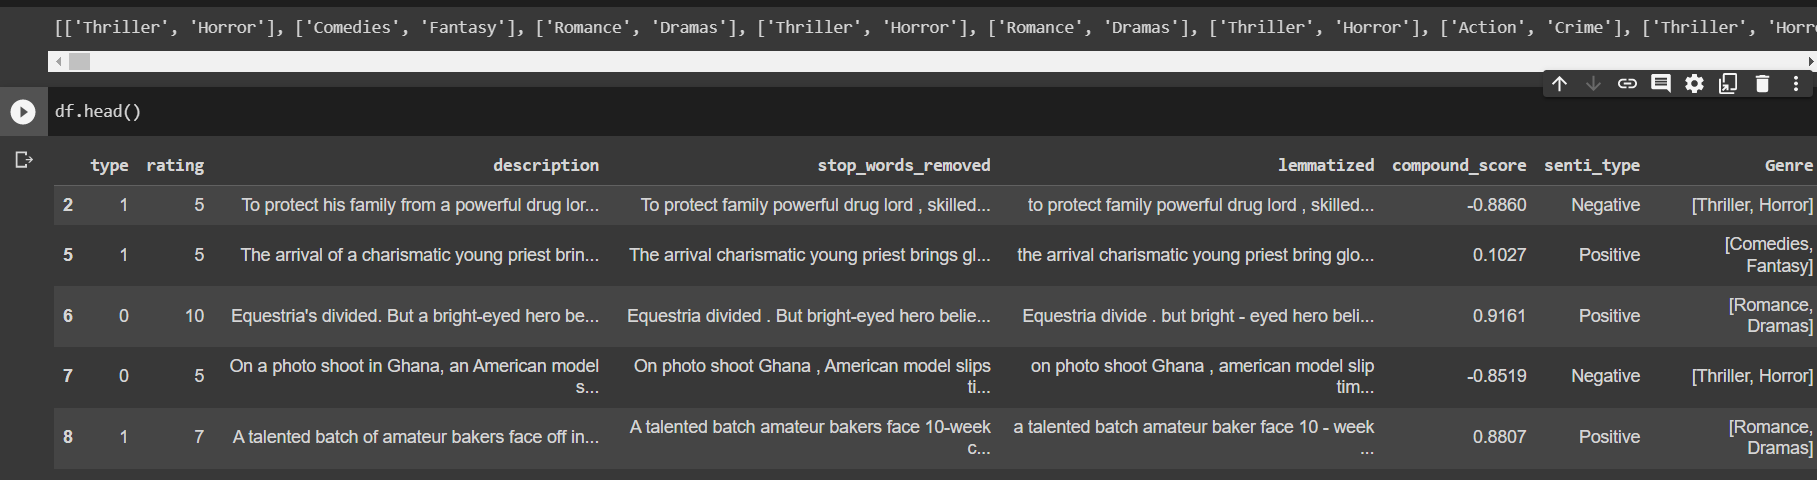 [['Thriller', 'Horror'], ['Comedies', 'Fantasy'], ['Romance', 'Dramas'], ['Thriller', 'Horror'], ['Romance', 'Dramas'], ['Thriller', 'Horror'], ['Action', 'Crime'], ['Thriller', 'Horr
df.head()
type rating description stop_words_removed lemmatized compound_score senti_type Genre
2 1 5 To protect his family from a powerful drug lor... To protect family powerful drug lord , skilled... to protect family powerful drug lord , skilled... -0.8860 Negative [Thriller, Horror]
5 1 5 The arrival of a charismatic young priest brin... The arrival charismatic young priest brings gl... the arrival charismatic young priest bring glo... 0.1027 Positive [Comedies,
Fantasy]
6 0 10 Equestria's divided. But a bright-eyed hero be... Equestria divided . But bright-eyed hero belie... Equestria divide . but bright - eyed hero beli... 0.9161 Positive [Romance,
Dramas]
7 0 5 On a photo shoot in Ghana, an American model On photo shoot Ghana , American model slips on photo shoot Ghana , american model slip -0.8519 Negative [Thriller, Horror]
s... ti... tim...
8 1 7 A talented batch of amateur bakers face off in... A talented batch amateur bakers face 10-week a talented batch amateur baker face 10 - week 0.8807 Positive [Romance,
c... ... Dramas]